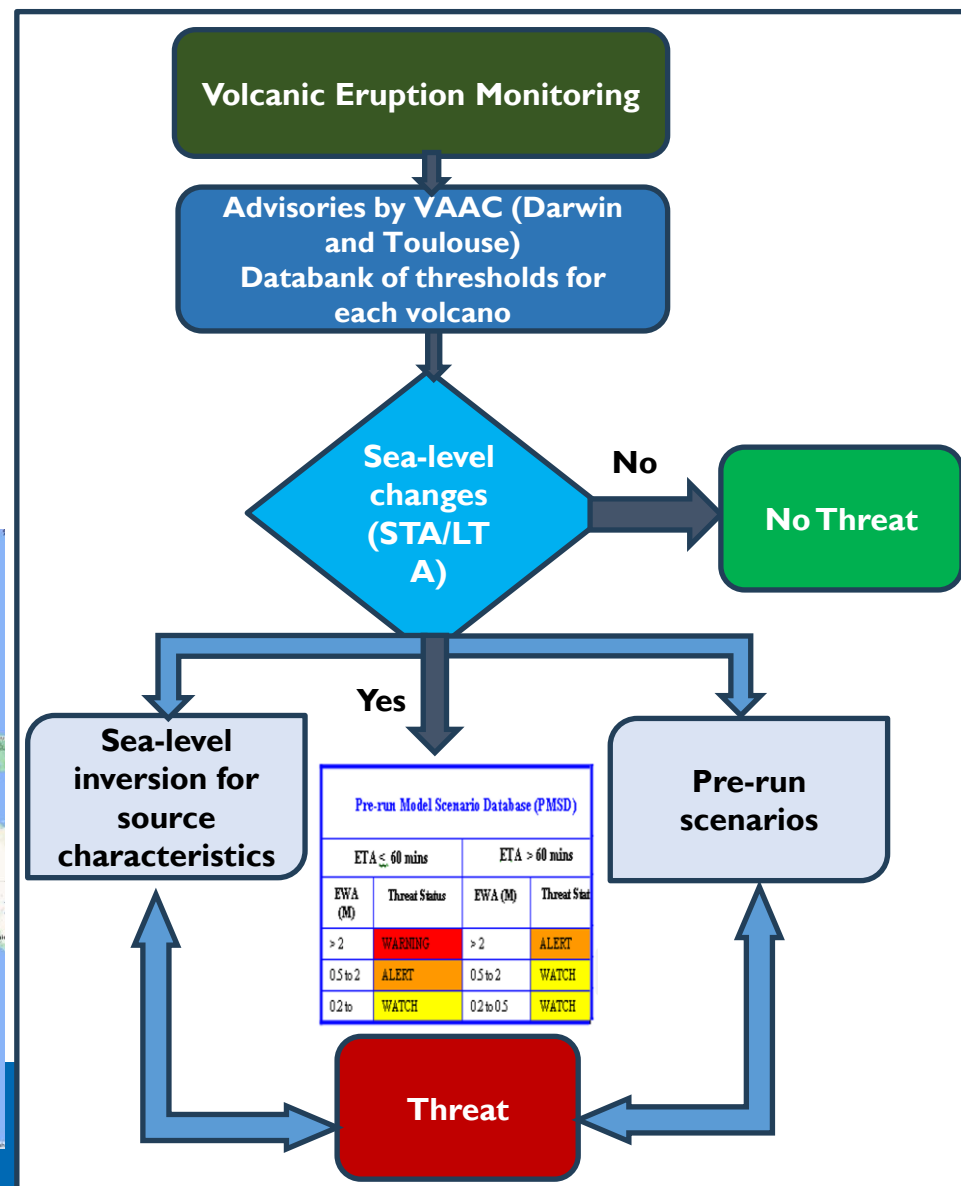 Volcanic Eruption Monitoring
Advisories by VAAC (Darwin
and Toulouse)
Databank of thresholds for
each volcano
Sea-level
changes
(STA/LT
A)
No
No Threat
Yes
Sea-level
inversion for
source
characteristics
Pre-run Model Scenario Database (PMSD)
ETA ≤ 60 mins ETA > 60 mins
EWA
(M) Threat Status EWA (M) Threat Stat
> 2 WARNING > 2 ALERT
0.5 to 2 ALERT 0.5 to 2 WATCH
0.2 to WATCH 0.2 to 0.5 WATCH
Pre-run
scenarios
Threat